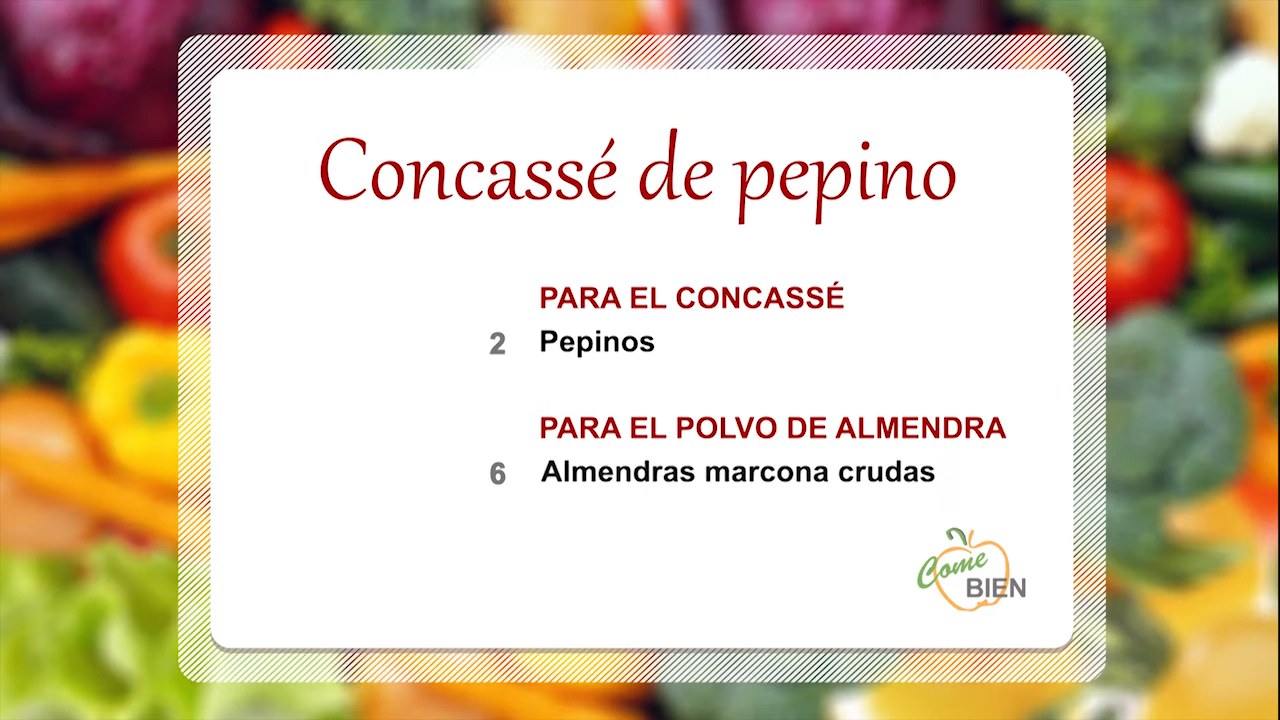 Concassé de pepino
PARA EL CONCASSÉ
2 Pepinos
PARA EL POLVO DE ALMENDRA
6 Almendras marcona crudas
Come
BIEN